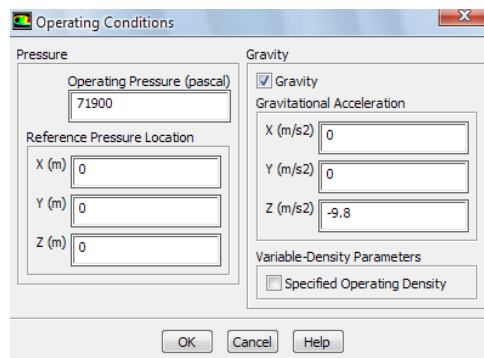 Operating Conditions
Pressure
Operating Pressure (pascal)
71900
Reference Pressure Location
X (m) 0
Y (m) 0
Z (m) 0
Gravity
Gravity
Gravitational Acceleration
X (m/s2) 0
Y (m/s2) 0
Z (m/s2) -9.8
Variable-Density Parameters
Specified Operating Density
OK Cancel Help